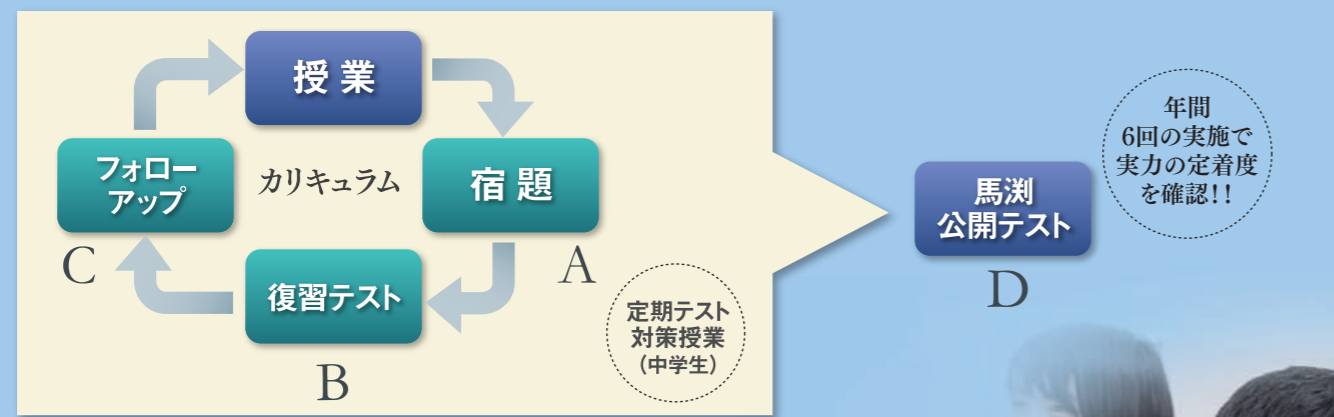 授業
フォロー
アップ
カリキュラム
宿題
C
A
復習テスト
B
定期テスト
対策授業
(中学生)
馬渕
公開テスト
D
年間
6回の実施で
実力の定着度
を確認!!